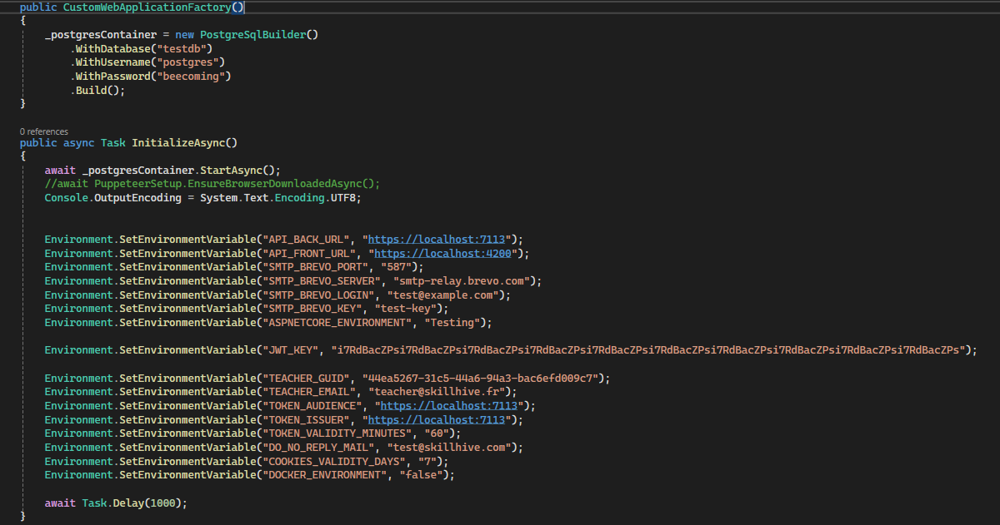 public CustomWebApplicationFactory()
{
    _postgresContainer = new PostgreSqlBuilder()
        .WithDatabase("testdb")
        .WithUsername("postgres")
        .WithPassword("beecoming")
        .Build();
}
0 references
public async Task InitializeAsync()
{
    await _postgresContainer.StartAsync();
    //await PuppeteerSetup.EnsureBrowserDownloadedAsync();
    Console.OutputEncoding = System.Text.Encoding.UTF8;
    Environment.SetEnvironmentVariable("API_BACK_URL", "https://localhost:7113");
    Environment.SetEnvironmentVariable("API_FRONT_URL", "https://localhost:4200");
    Environment.SetEnvironmentVariable("SMTP_BREVO_PORT", "587");
    Environment.SetEnvironmentVariable("SMTP_BREVO_SERVER", "smtp-relay.brevo.com");
    Environment.SetEnvironmentVariable("SMTP_BREVO_LOGIN", "test@example.com");
    Environment.SetEnvironmentVariable("SMTP_BREVO_KEY", "test-key");
    Environment.SetEnvironmentVariable("ASPNETCORE_ENVIRONMENT", "Testing");
    Environment.SetEnvironmentVariable("JWT_KEY", "i7RdBacZPsi7RdBacZPsi7RdBacZPsi7RdBacZPsi7RdBacZPsi7RdBacZPsi7RdBacZPsi7RdBacZPsi7RdBacZPsi7RdBacZPs");
    Environment.SetEnvironmentVariable("TEACHER_GUID", "44ea5267-31c5-44a6-94a3-bac6efd009c7");
    Environment.SetEnvironmentVariable("TEACHER_EMAIL", "teacher@skillhive.fr");
    Environment.SetEnvironmentVariable("TOKEN_AUDIENCE", "https://localhost:7113");
    Environment.SetEnvironmentVariable("TOKEN_ISSUER", "https://localhost:7113");
    Environment.SetEnvironmentVariable("TOKEN_VALIDITY_MINUTES", "60");
    Environment.SetEnvironmentVariable("DO_NO_REPLY_MAIL", "test@skillhive.com");
    Environment.SetEnvironmentVariable("COOKIES_VALIDITY_DAYS", "7");
    Environment.SetEnvironmentVariable("DOCKER_ENVIRONMENT", "false");
    await Task.Delay(1000);
}